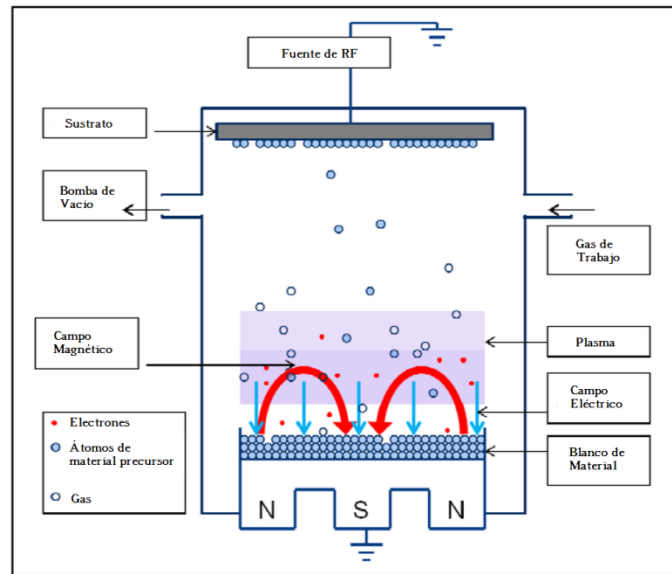 Fuente de RF
Sustrato
Bomba de
Vacio
Gas de
Trabajo
Campo
Magnético
Plasma
Campo
Eléctrico
Electrones
Átomos de
material precursor
Gas
Blanco de
Material
N S N